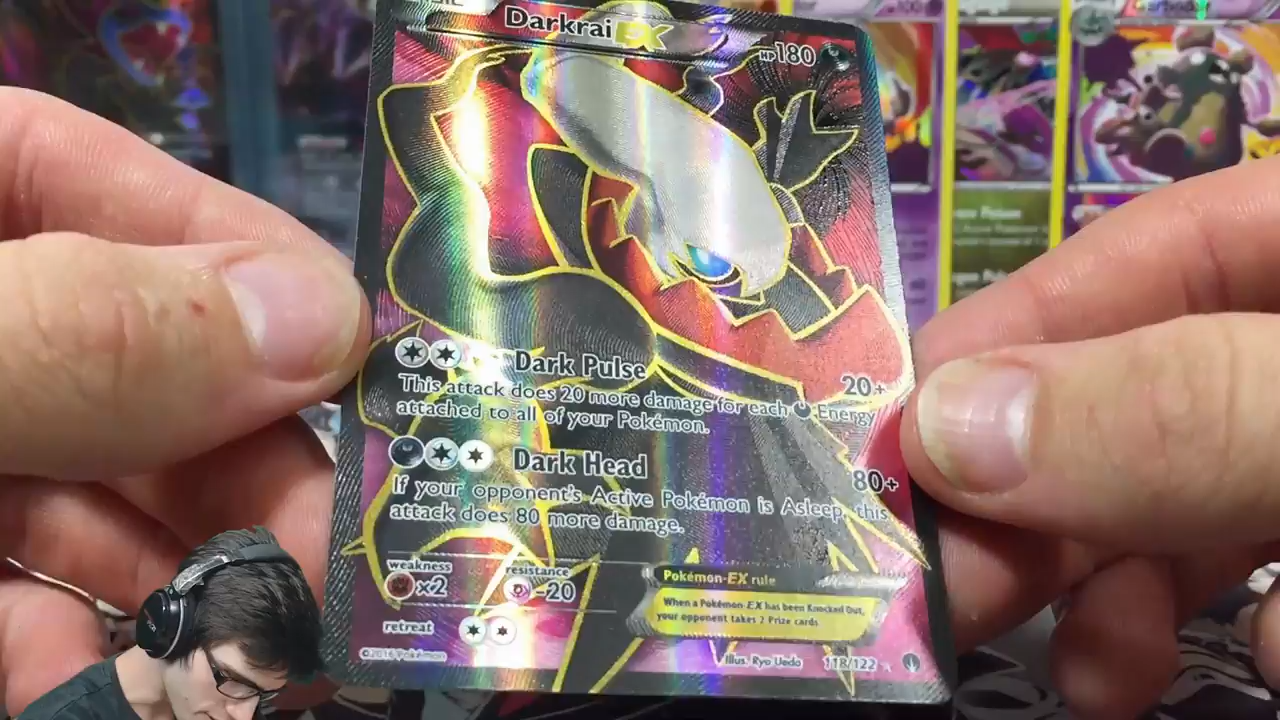 Darkrai EX
HP180
Dark Pulse 20+
This attack does 20 more damage for each Energy
attached to all of your Pokémon.
Dark Head 80+
If your opponent's Active Pokémon is Asleep, this
attack does 80 more damage.
weakness resistance
×2 -20
retreat
Pokémon-EX rule
When a Pokémon-EX has been Knocked Out,
your opponent takes 2 Prize cards
©2016 Pokémon
Illus. Ryo Ueda 118/122